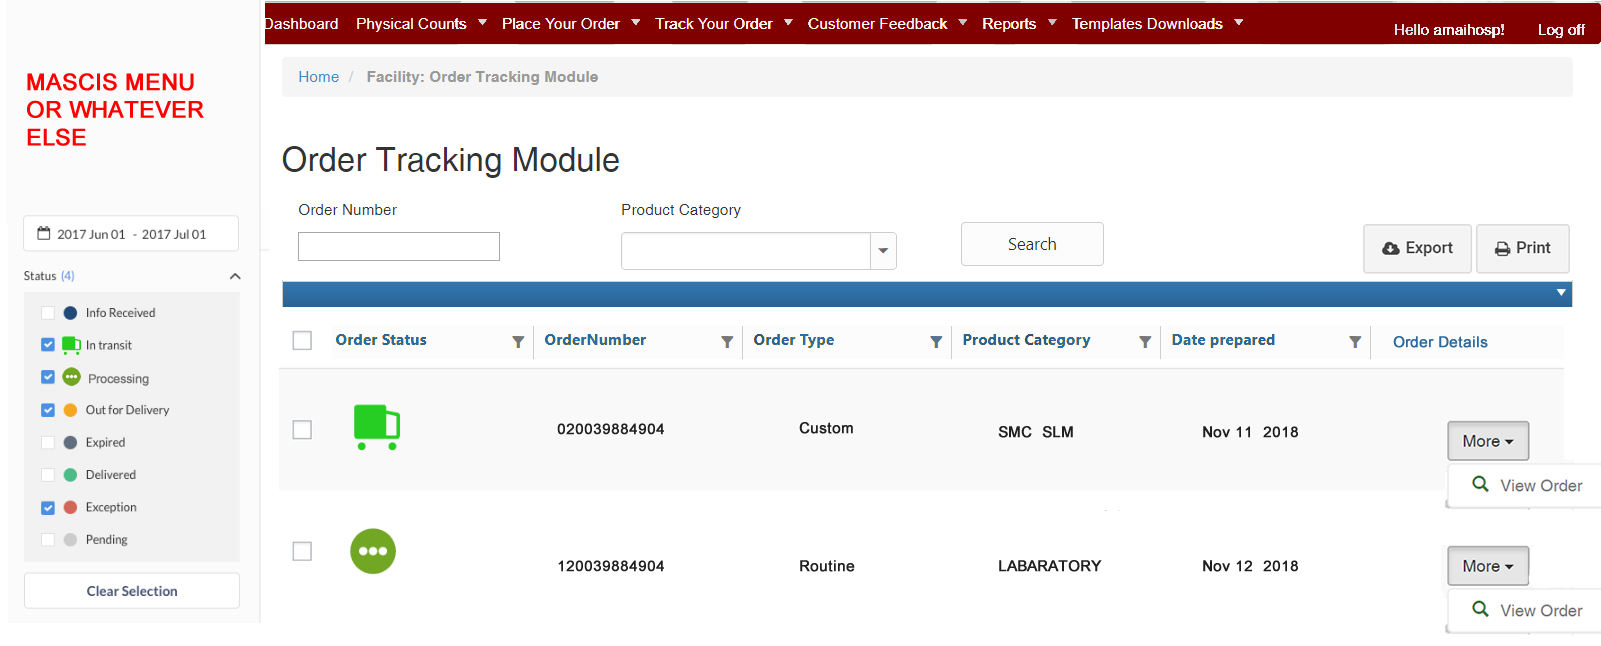 Dashboard Physical Counts Place Your Order Track Your Order Customer Feedback Reports Templates Downloads Hello amaihosp! Log off
Home / Facility: Order Tracking Module
MASCIS MENU
OR WHATEVER
ELSE
Order Tracking Module
Order Number Product Category
Search Export Print
2017 Jun 01 - 2017 Jul 01
Status (4)
Info Received
In transit
Processing
Out for Delivery
Expired
Delivered
Exception
Pending
Clear Selection
Order Status OrderNumber Order Type Product Category Date prepared Order Details
020039884904 Custom SMC SLM Nov 11 2018 More
View Order
120039884904 Routine LABARATORY Nov 12 2018 More
View Order